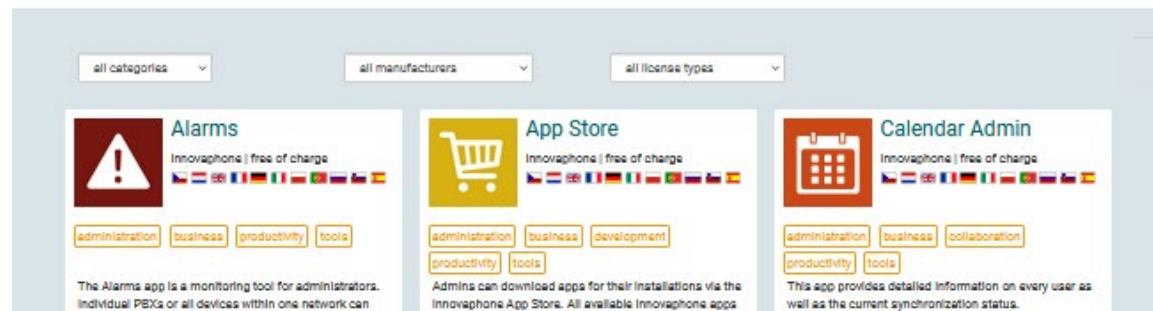 all categories
all manufacturers
all license types
Alarms
innovaphone | free of charge
administration business productivity tools
The Alarms app is a monitoring tool for administrators.
Individual PBXs or all devices within one network can
App Store
innovaphone | free of charge
administration business development
productivity tools
Admins can download apps for their installations via the
innovaphone App Store. All available innovaphone apps
Calendar Admin
innovaphone | free of charge
administration business collaboration
productivity tools
This app provides detailed information on every user as
well as the current synchronization status.